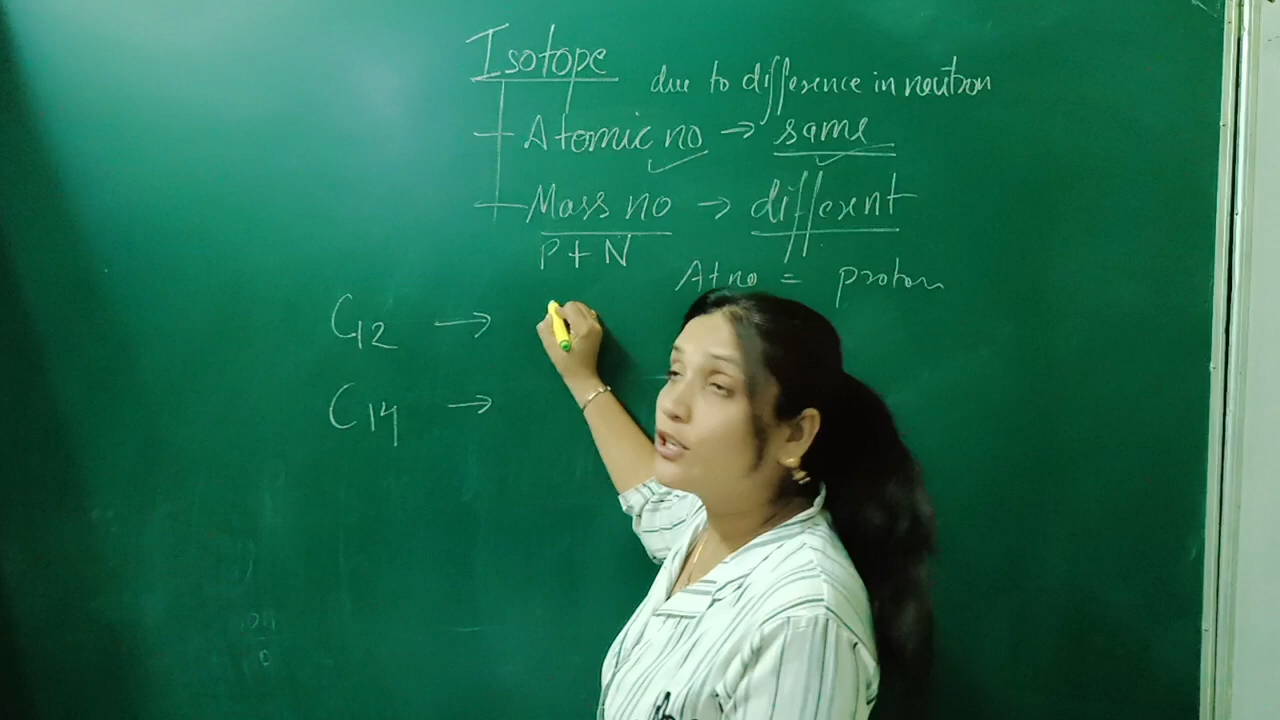 Isotope
due to difference in neutron
Atomic no → same
Mass no → different
P + N
At no = proton
C12 →
C14 →